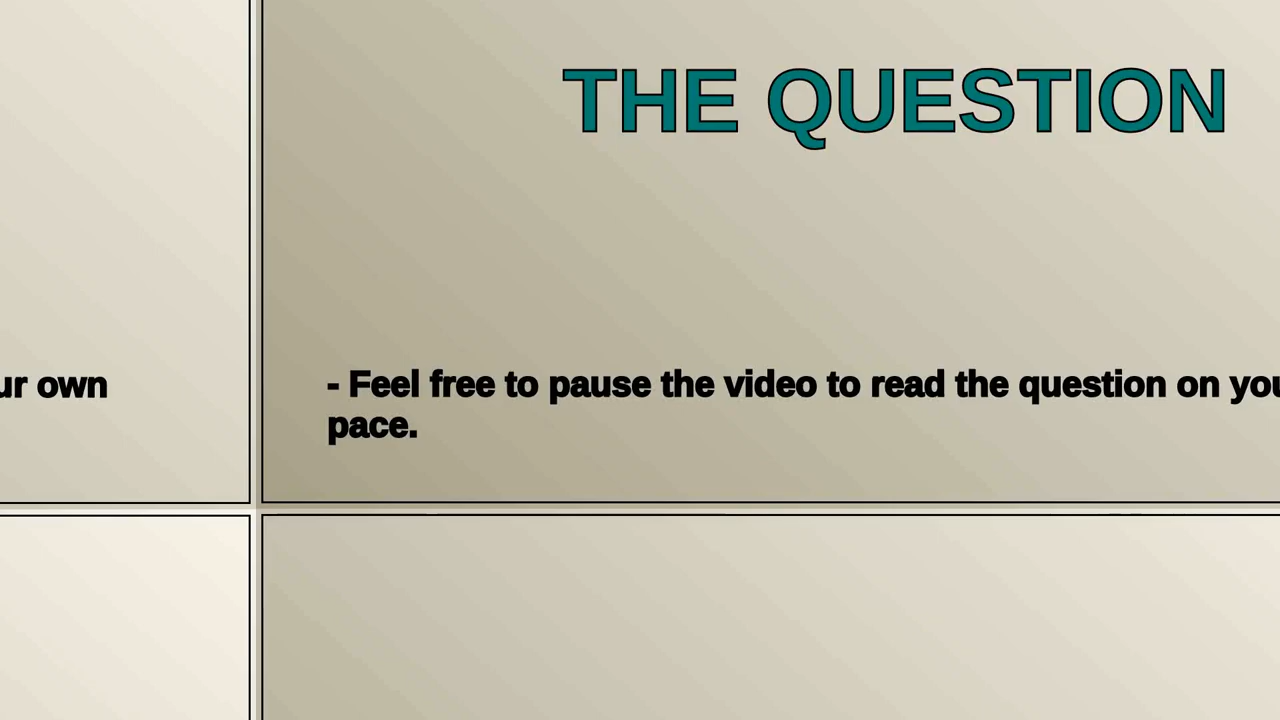 THE QUESTION
ur own
- Feel free to pause the video to read the question on you
pace.